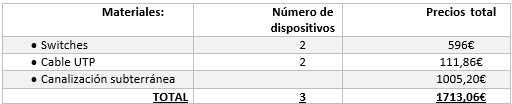 Materiales: Número de dispositivos Precios total
• Switches 2 596€
• Cable UTP 2 111,86€
• Canalización subterránea 1005,20€
TOTAL 3 1713,06€